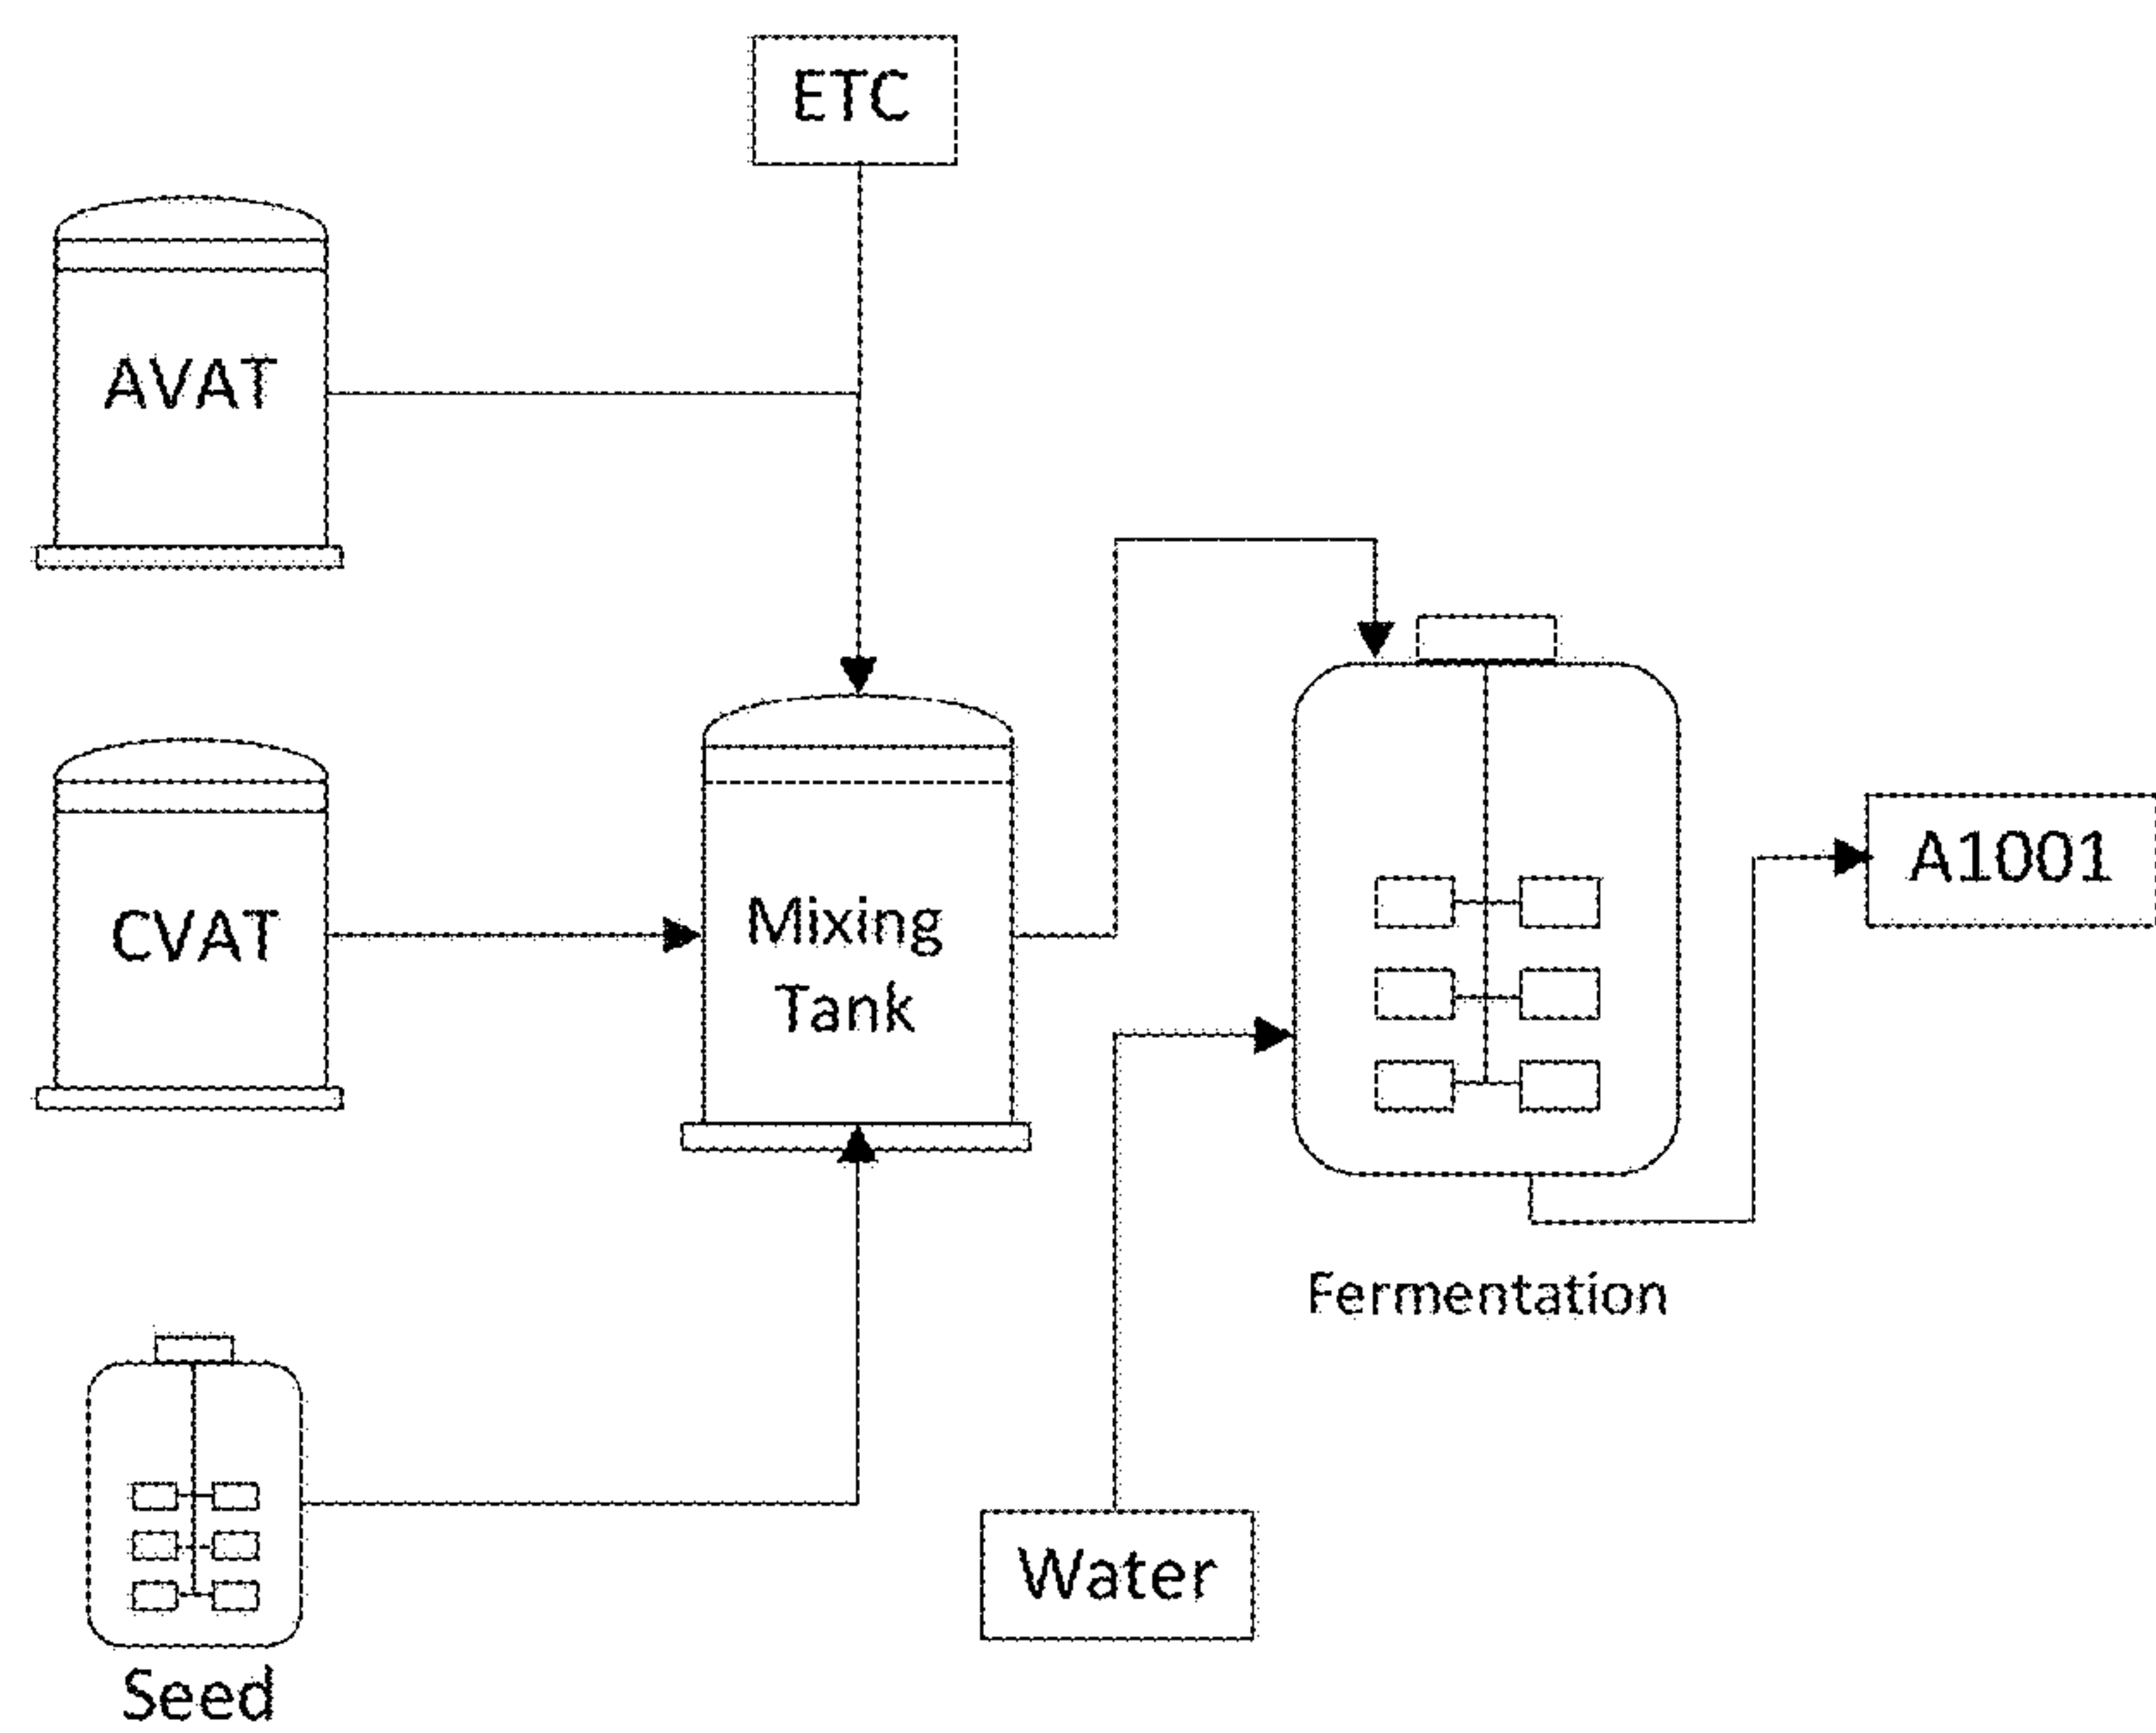 ETC
AVAT
CVAT
Mixing
Tank
A1001
Fermentation
Water
Seed